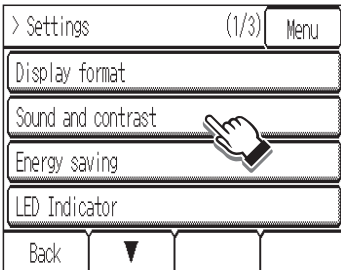 > Settings (1/3) Menu
Display format
Sound and contrast
Energy saving
LED Indicator
Back ▼